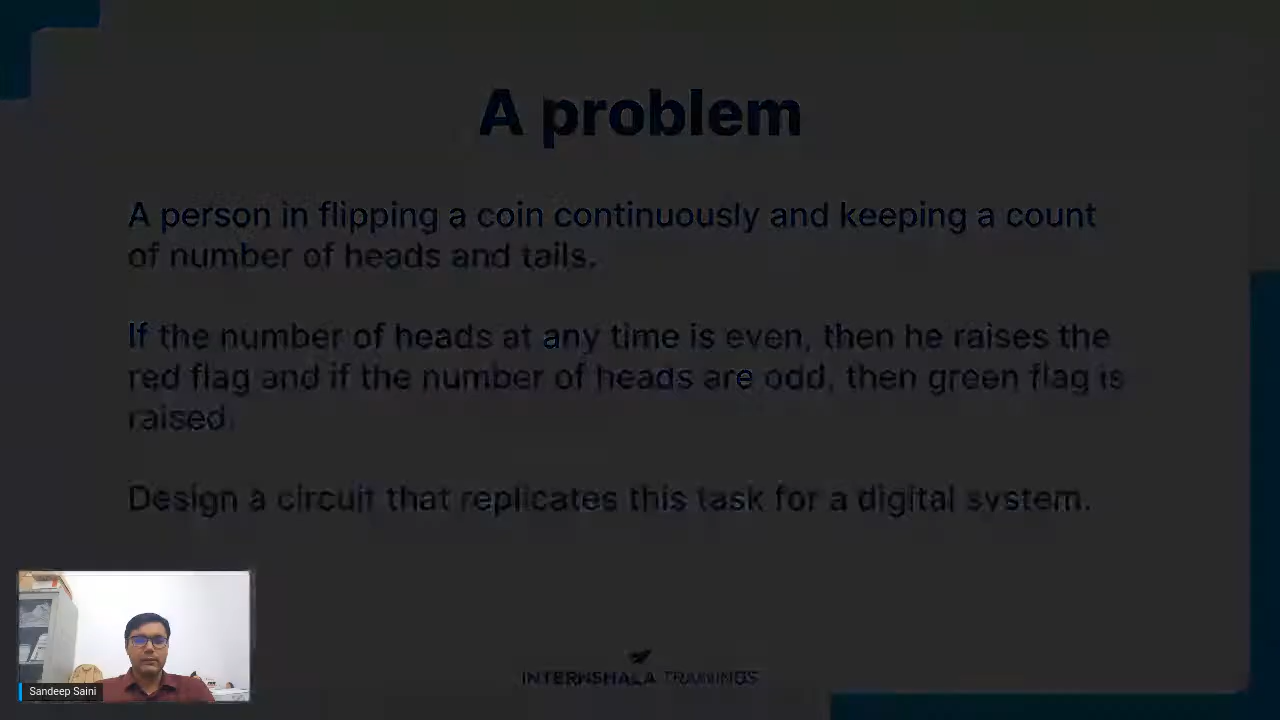 A problem
A person in flipping a coin continuously and keeping a count
of number of heads and tails.
If the number of heads at any time is even, then he raises the
red flag and if the number of heads are odd, then green flag is
raised.
Design a circuit that replicates this task for a digital system.
INTERNSHALA TRAININGS
Sandeep Saini